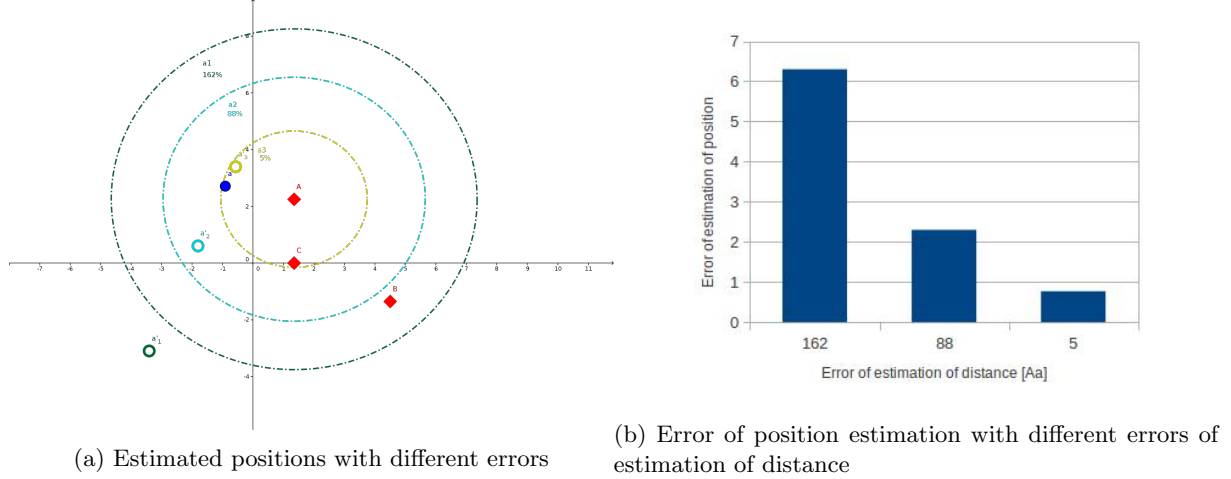 8
a1
162%
6
a2
88%
4
a3
5%
a'3
a
A
2
a'2
C
-7 -6 -5 -4 -3 -2 -1 0 1 2 3 4 5 6 7 8 9 10 11
B
-2
a'1
-4
(a) Estimated positions with different errors
7
6
5
4
3
2
1
0
Error of estimation of position
162 88 5
Error of estimation of distance [Aa]
(b) Error of position estimation with different errors of
estimation of distance